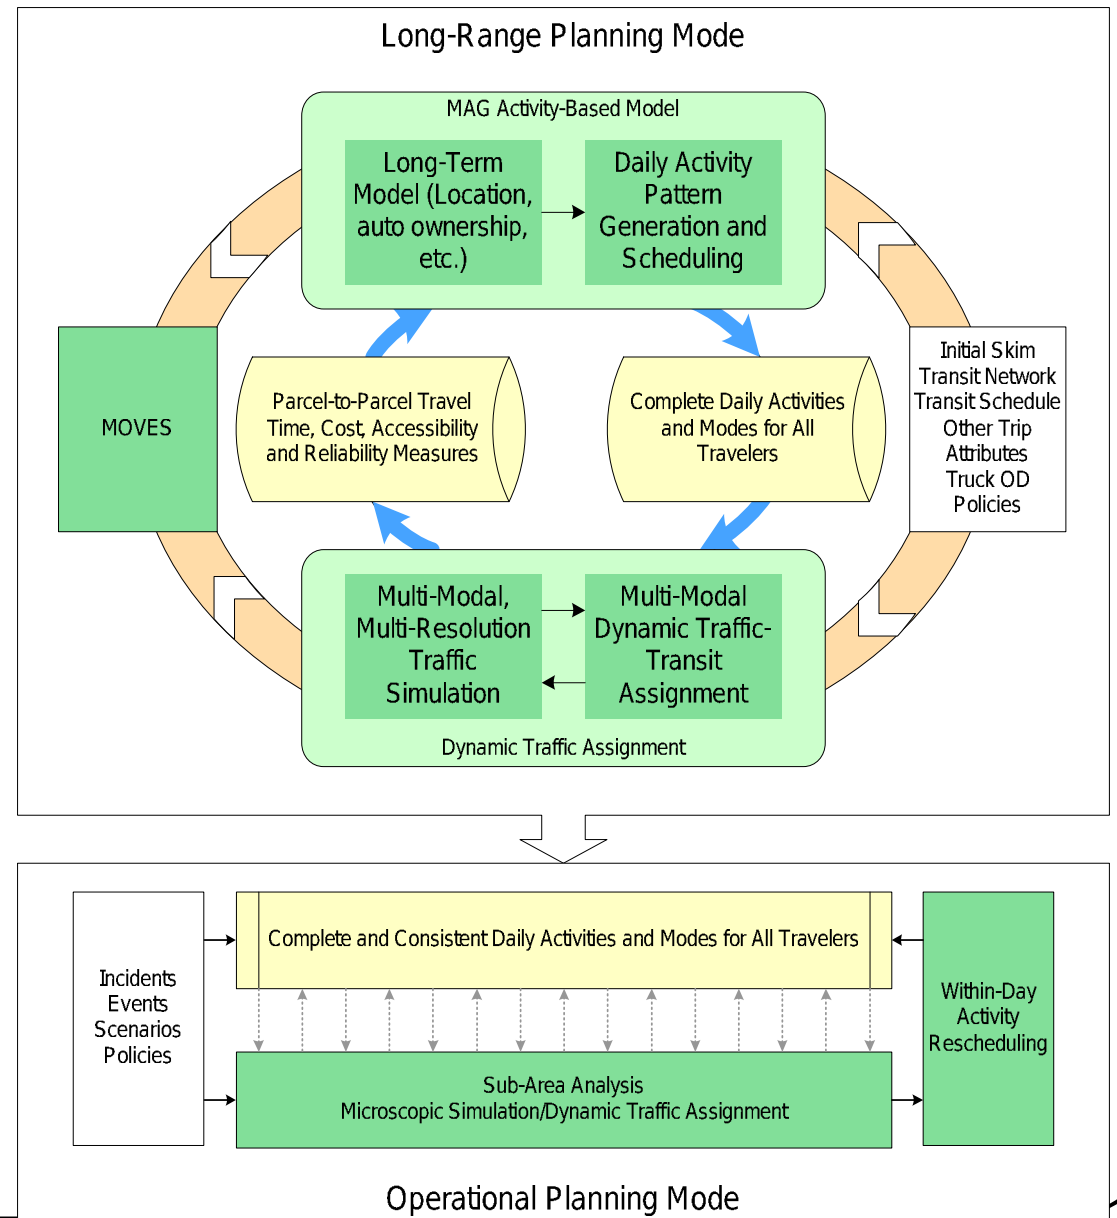 Long-Range Planning Mode
MAG Activity-Based Model
Long-Term
Model (Location,
auto ownership,
etc.)
Daily Activity
Pattern
Generation and
Scheduling
MOVES
Parcel-to-Parcel Travel
Time, Cost, Accessibility
and Reliability Measures
Complete Daily Activities
and Modes for All
Travelers
Initial Skim
Transit Network
Transit Schedule
Other Trip
Attributes
Truck OD
Policies
Multi-Modal,
Multi-Resolution
Traffic
Simulation
Multi-Modal
Dynamic Traffic-
Transit
Assignment
Dynamic Traffic Assignment
Incidents
Events
Scenarios
Policies
Complete and Consistent Daily Activities and Modes for All Travelers
Within-Day
Activity
Rescheduling
Sub-Area Analysis
Microscopic Simulation/Dynamic Traffic Assignment
Operational Planning Mode